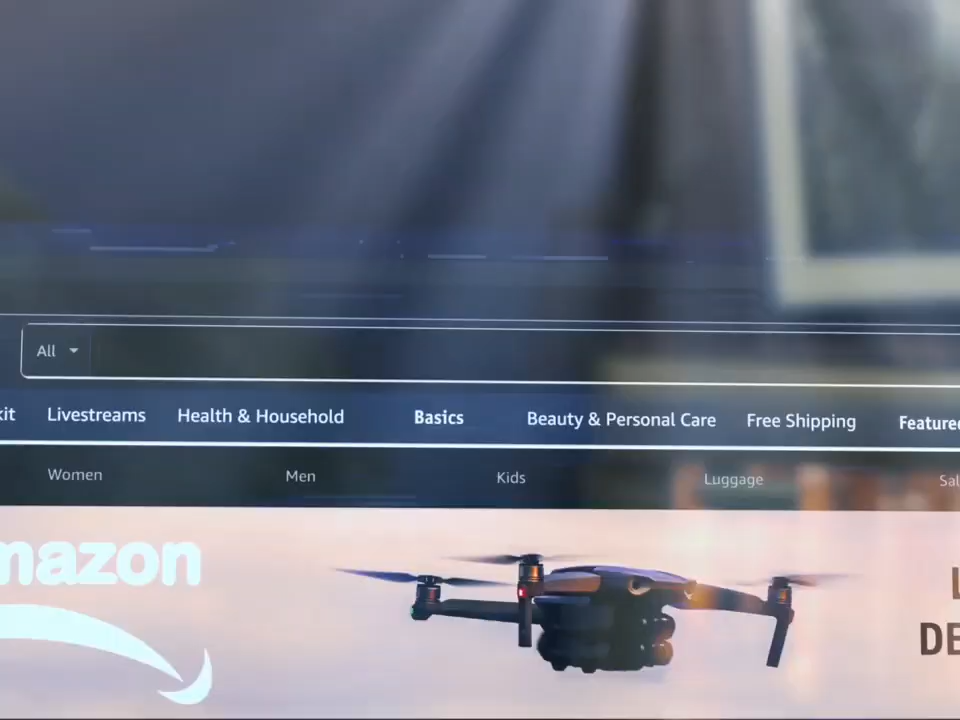 All
kit Livestreams Health & Household Basics Beauty & Personal Care Free Shipping Featured
Women Men Kids Luggage Sal
mazon
L
DE